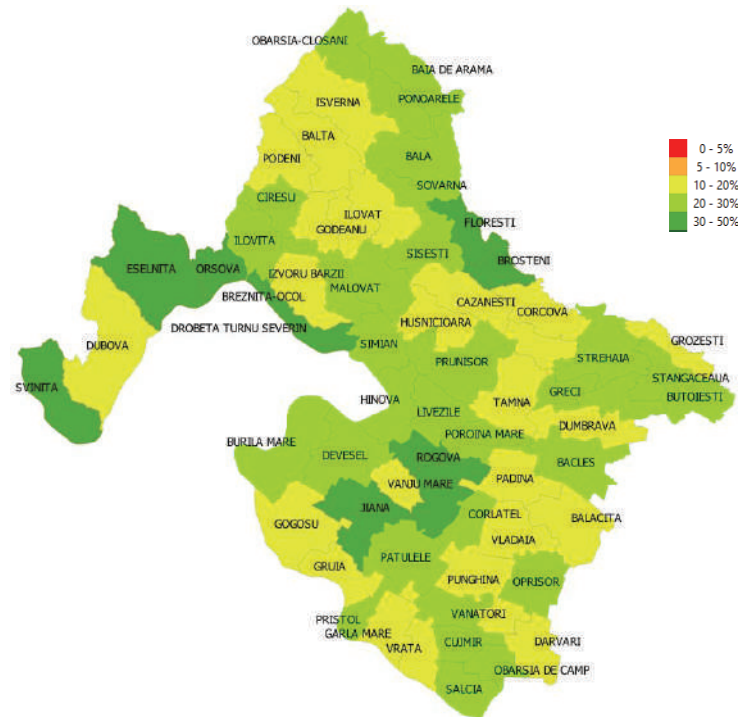 OBARSIA-CLOSANI
BAIA DE ARAMA
ISVERNA
PONOARELE
BALTA
0 - 5%
5 - 10%
10 - 20%
20 - 30%
30 - 50%
PODENI
BALA
SOVARNA
CIRESU
ILOVAT
FLORESTI
GODEANU
ILOVITA
SISESTI
BROSTENI
ESELNITA
ORSOVA
IZVORU BARZII
MALOVAT
BREZNITA-OCOL
CAZANESTI
CORCOVA
DROBETA TURNU SEVERIN
HUSNICIOARA
GROZESTI
DUBOVA
SIMIAN
STREHAIA
PRUNISOR
SVINITA
STANGACEAUA
GRECI
BUTOIESTI
HINOVA
TAMNA
LIVEZILE
DUMBRAVA
POROINA MARE
BURILA MARE
DEVESEL
ROGOVA
BACLES
VANJU MARE
PADINA
JIANA
CORLATEL
BALACITA
GOGOSU
VLADAIA
PATULELE
GRUIA
PUNGHINA
OPRISOR
PRISTOL
VANATORI
GARLA MARE
CUJMIR
DARVARI
VRATA
OBARSIA DE CAMP
SALCIA